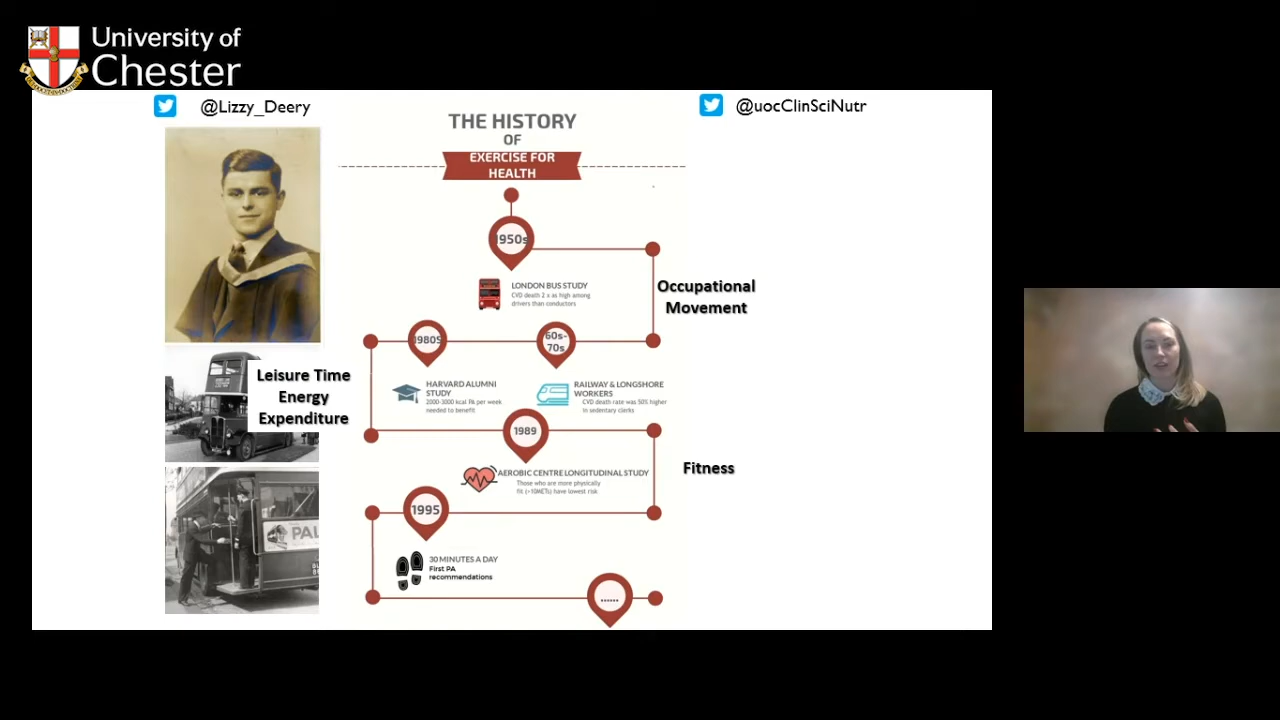 University of
Chester
@Lizzy_Deery
@uocClinSciNutr
THE HISTORY
OF
EXERCISE FOR
HEALTH
1950s
LONDON BUS STUDY
CVD death 2 x as high among
drivers than conductors
Occupational
Movement
1980S
60s-
70s
Leisure Time
Energy
Expenditure
HARVARD ALUMNI
STUDY
2000-3000 kcal PA per week
needed to benefit
RAILWAY & LONGSHORE
WORKERS
CVD death rate was 50% higher
in sedentary clerks
1989
Fitness
AEROBIC CENTRE LONGITUDINAL STUDY
Those who are more physically
fit (>10METs) have lowest risk
1995
PAL
30 MINUTES A DAY
First PA
recommendations
......